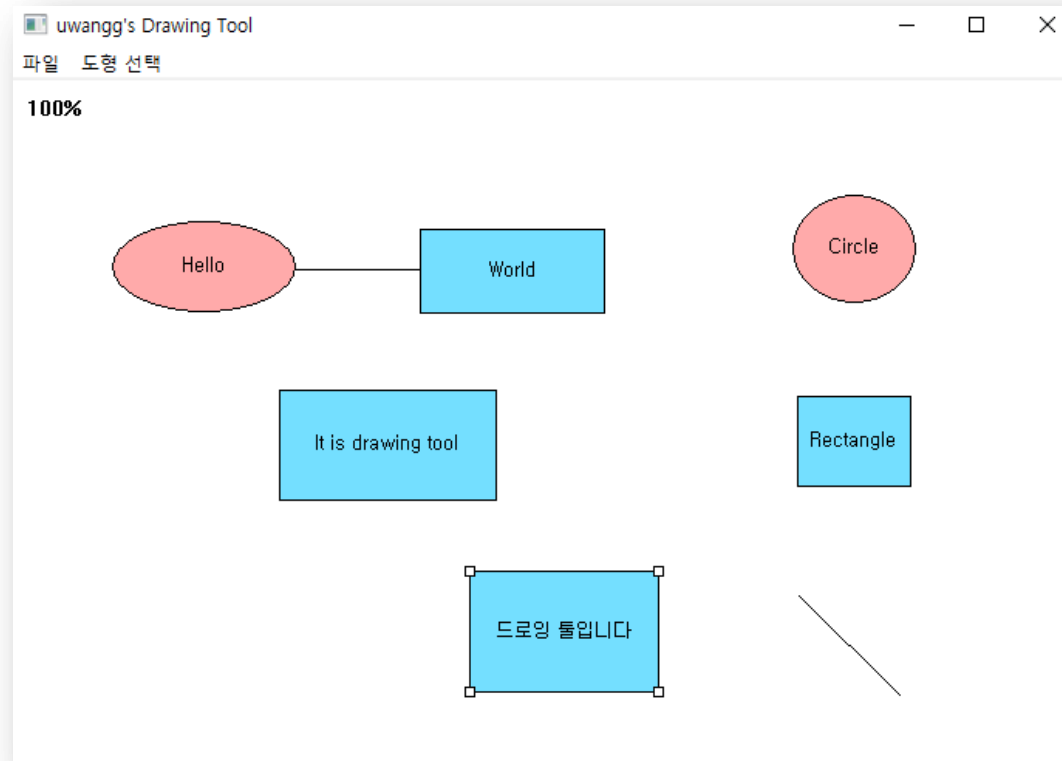 uwangg's Drawing Tool
파일 도형 선택
100%
Hello
World
Circle
It is drawing tool
Rectangle
드로잉 툴입니다